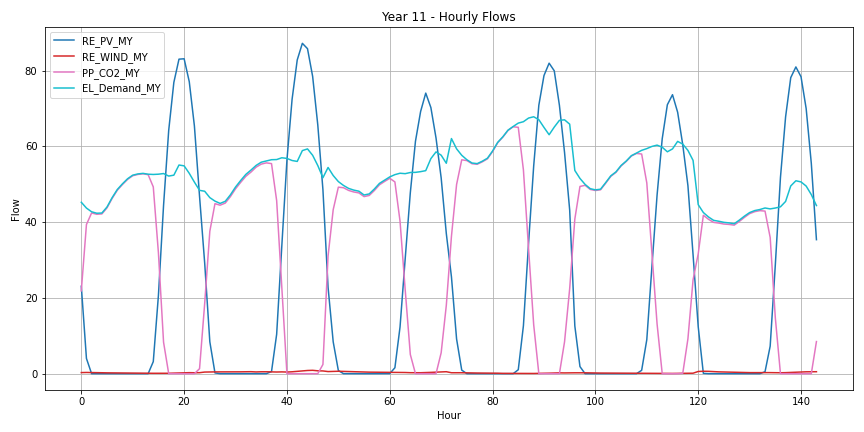 Year 11 - Hourly Flows
RE_PV_MY
RE_WIND_MY
PP_CO2_MY
EL_Demand_MY
Flow
80
60
40
20
0
0 20 40 60 80 100 120 140
Hour